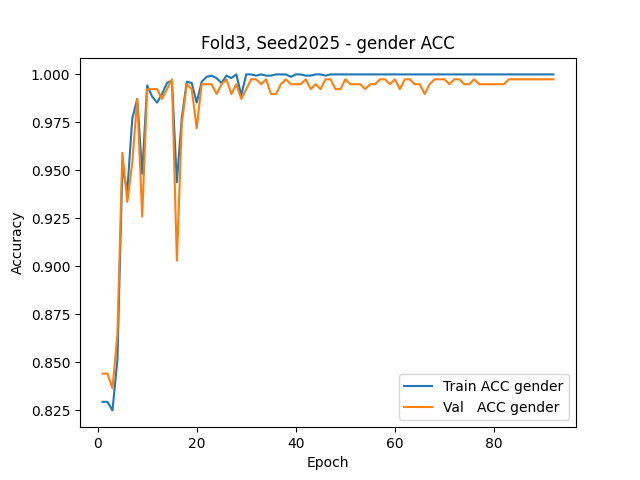 Fold3, Seed2025 - gender ACC
1.000
0.975
0.950
0.925
0.900
0.875
0.850
0.825
Accuracy
Train ACC gender
Val   ACC gender
0
20
40
60
80
Epoch